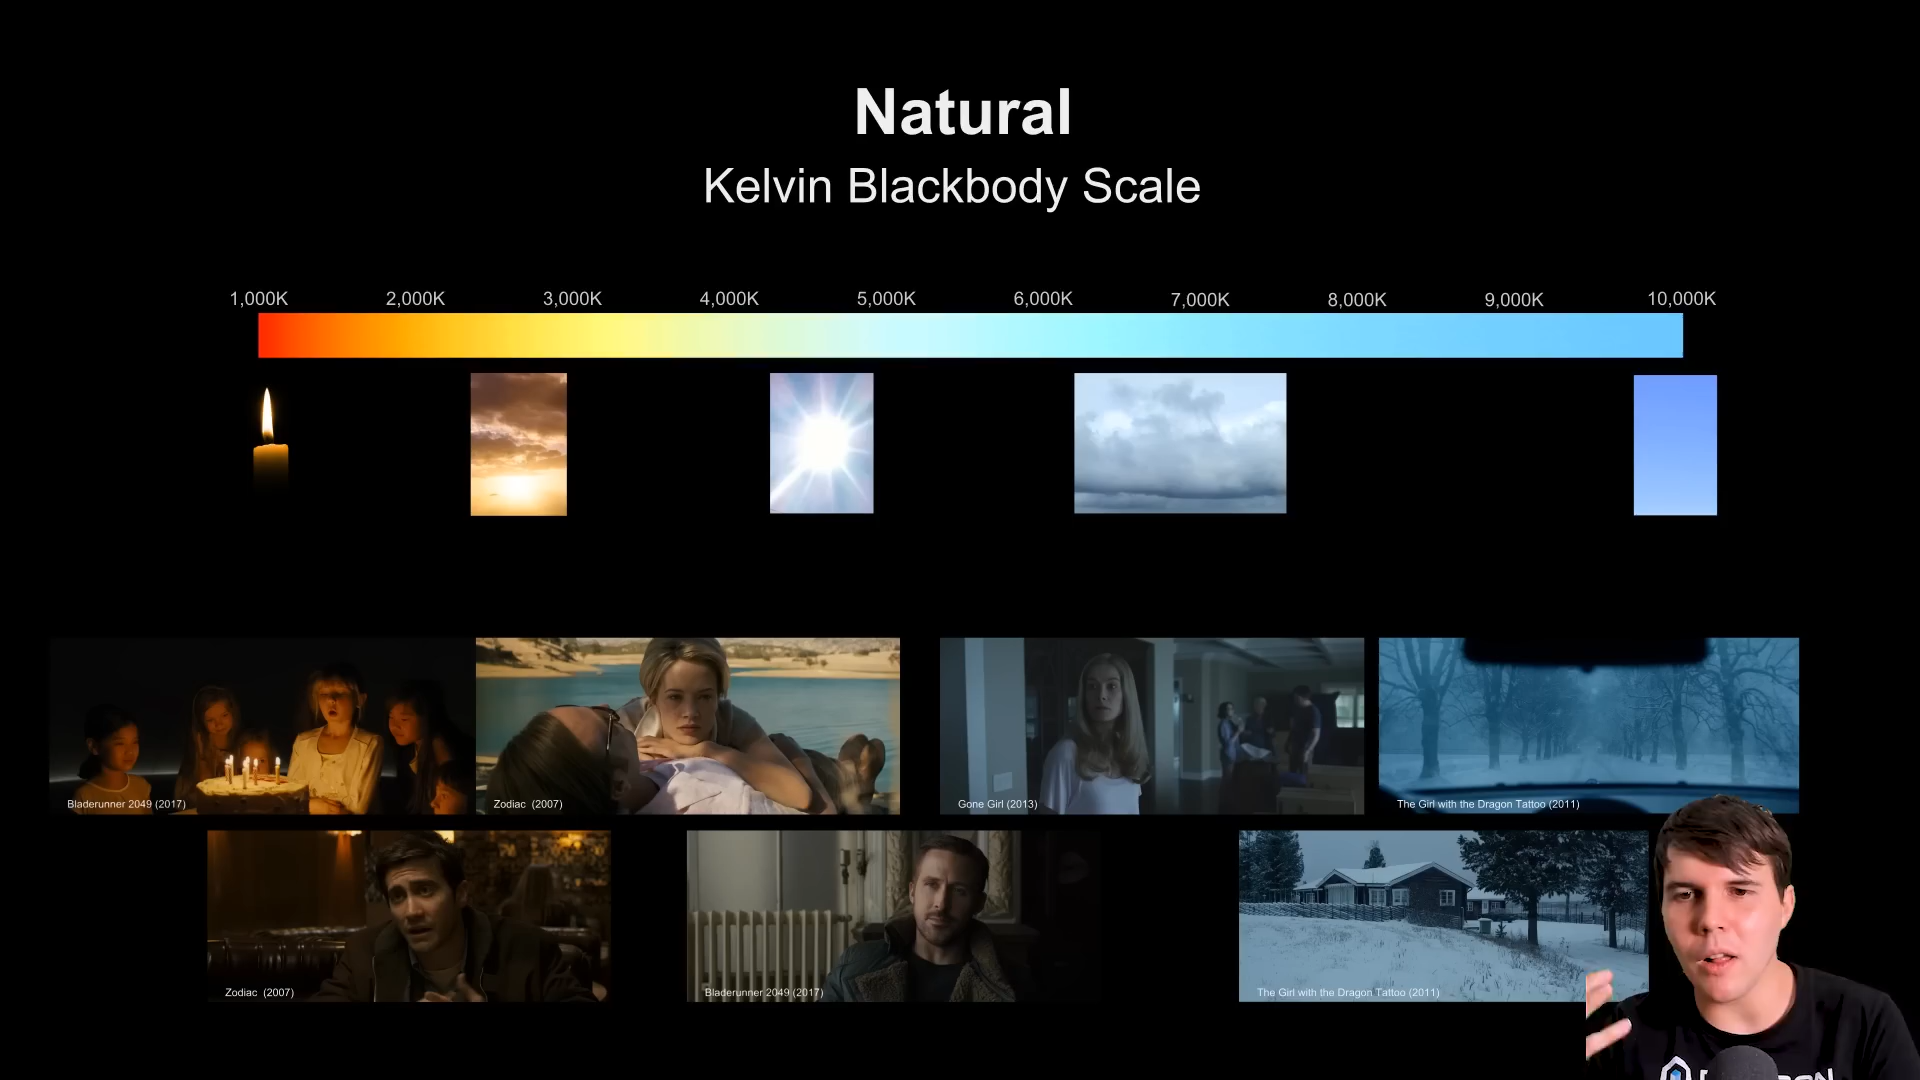 Natural
Kelvin Blackbody Scale
1,000K 2,000K 3,000K 4,000K 5,000K 6,000K 7,000K 8,000K 9,000K 10,000K
Bladerunner 2049 (2017)
Zodiac (2007)
Gone Girl (2013)
The Girl with the Dragon Tattoo (2011)
Zodiac (2007)
Bladerunner 2049 (2017)
The Girl with the Dragon Tattoo (2011)